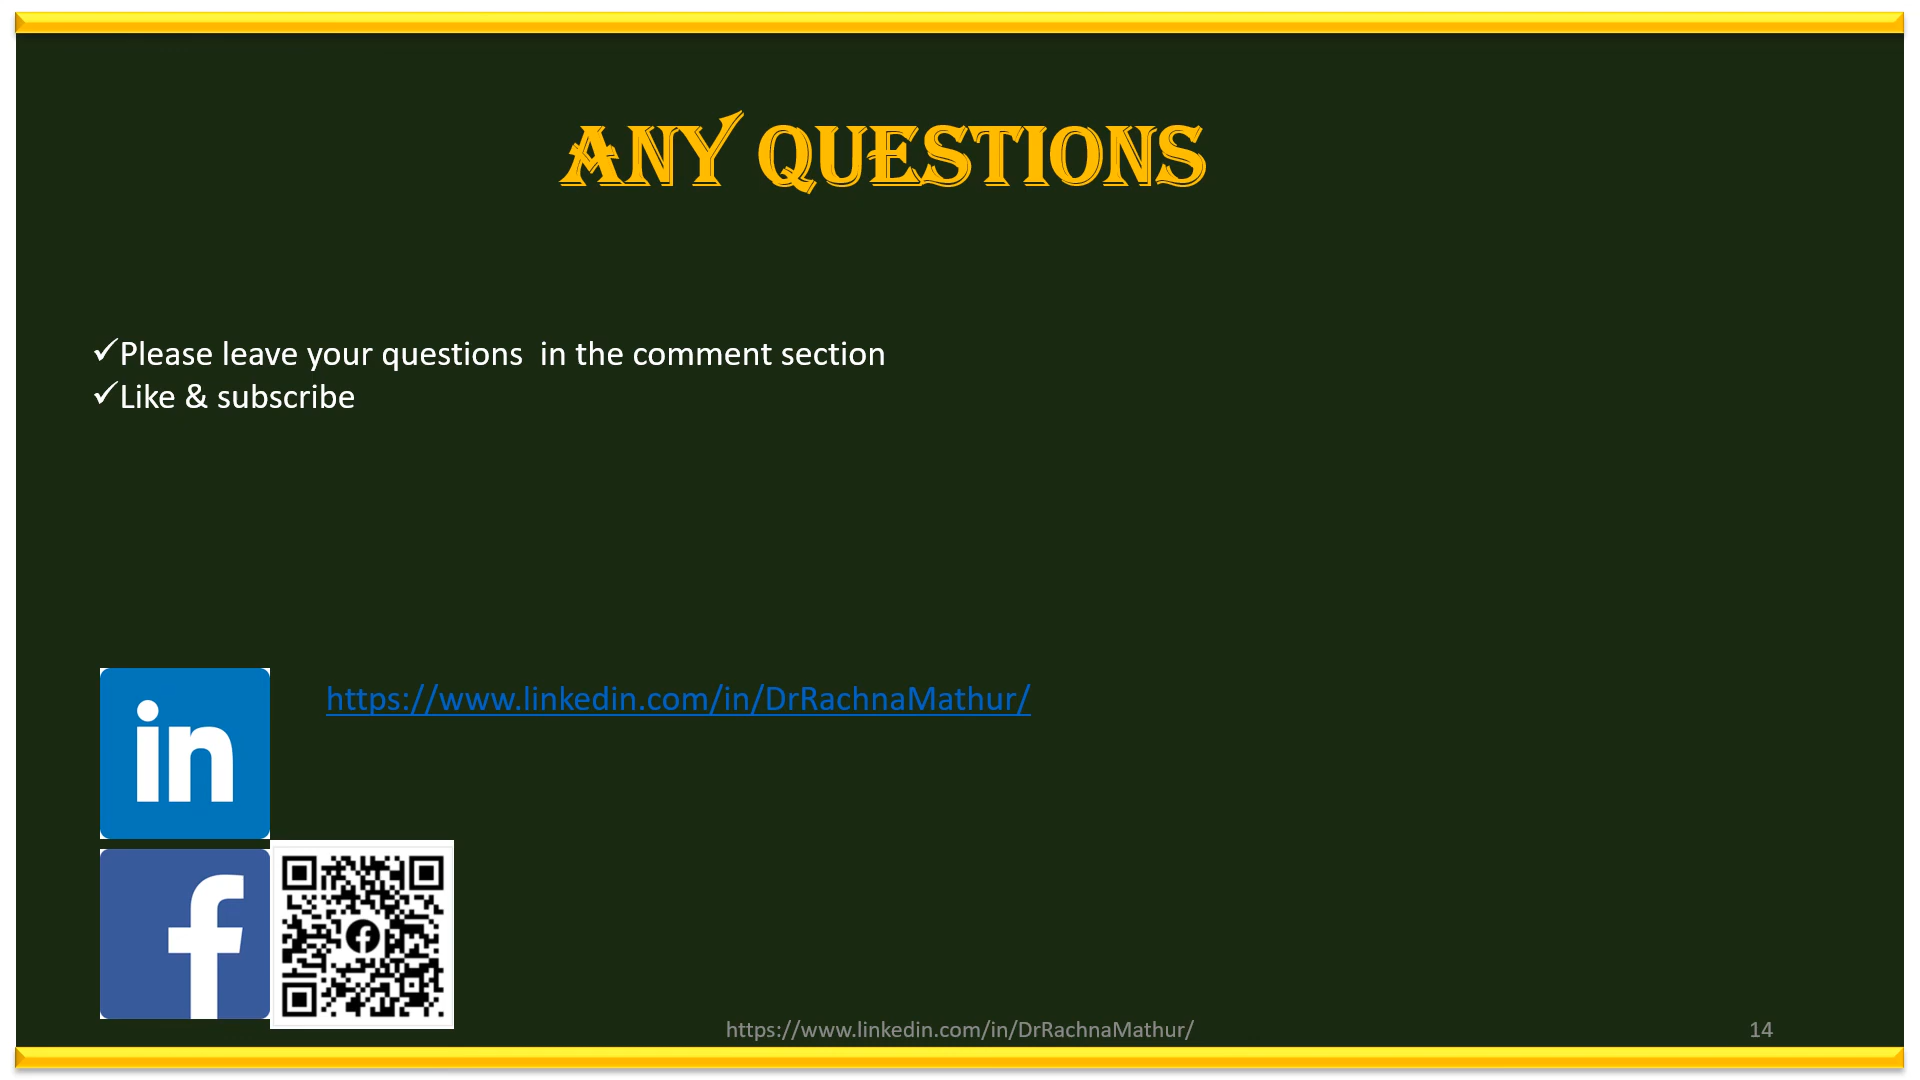 ANY QUESTIONS
✓Please leave your questions  in the comment section
✓Like & subscribe
https://www.linkedin.com/in/DrRachnaMathur/
in
f
https://www.linkedin.com/in/DrRachnaMathur/
14